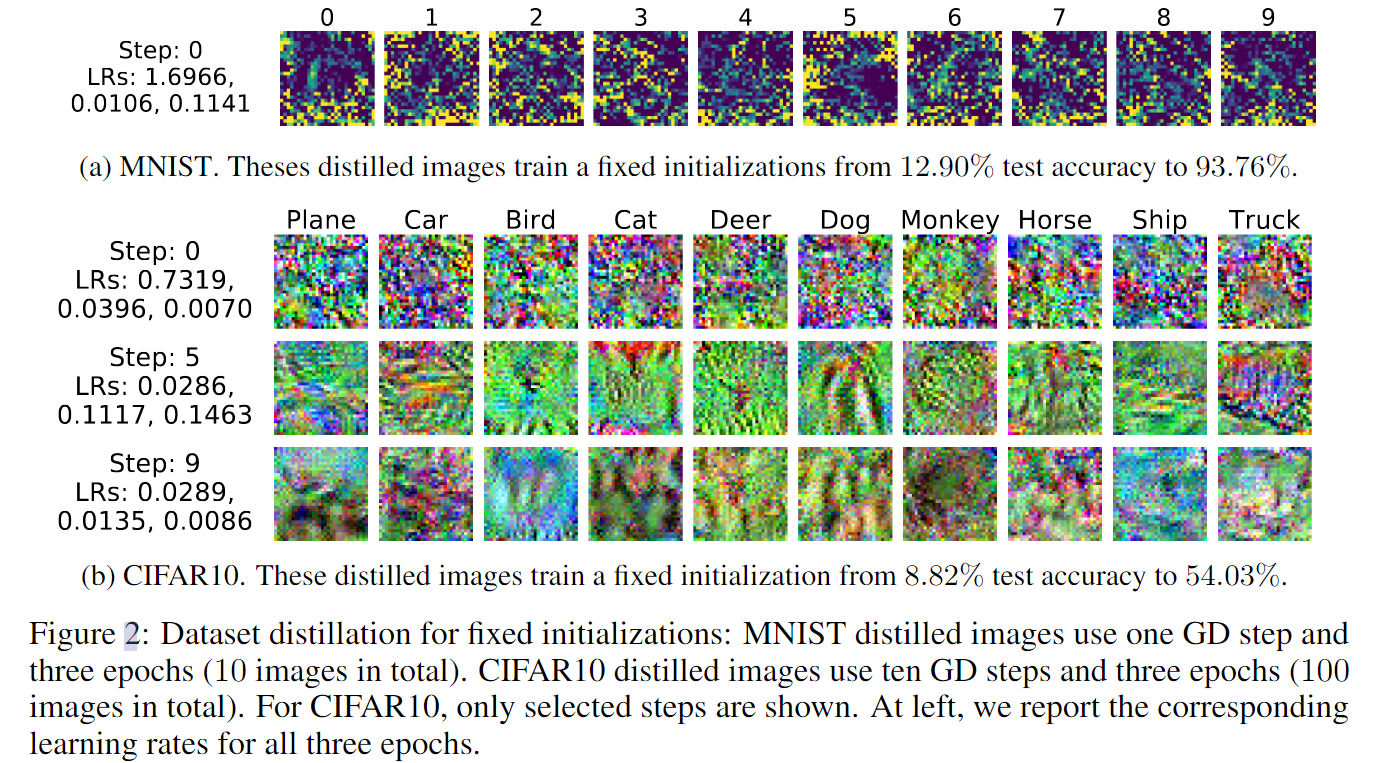 0 1 2 3 4 5 6 7 8 9
Step: 0
LRs: 1.6966,
0.0106, 0.1141
(a) MNIST. Theses distilled images train a fixed initializations from 12.90% test accuracy to 93.76%.
Plane Car Bird Cat Deer Dog Monkey Horse Ship Truck
Step: 0
LRs: 0.7319,
0.0396, 0.0070
Step: 5
LRs: 0.0286,
0.1117, 0.1463
Step: 9
LRs: 0.0289,
0.0135, 0.0086
(b) CIFAR10. These distilled images train a fixed initialization from 8.82% test accuracy to 54.03%.
Figure 2: Dataset distillation for fixed initializations: MNIST distilled images use one GD step and
three epochs (10 images in total). CIFAR10 distilled images use ten GD steps and three epochs (100
images in total). For CIFAR10, only selected steps are shown. At left, we report the corresponding
learning rates for all three epochs.